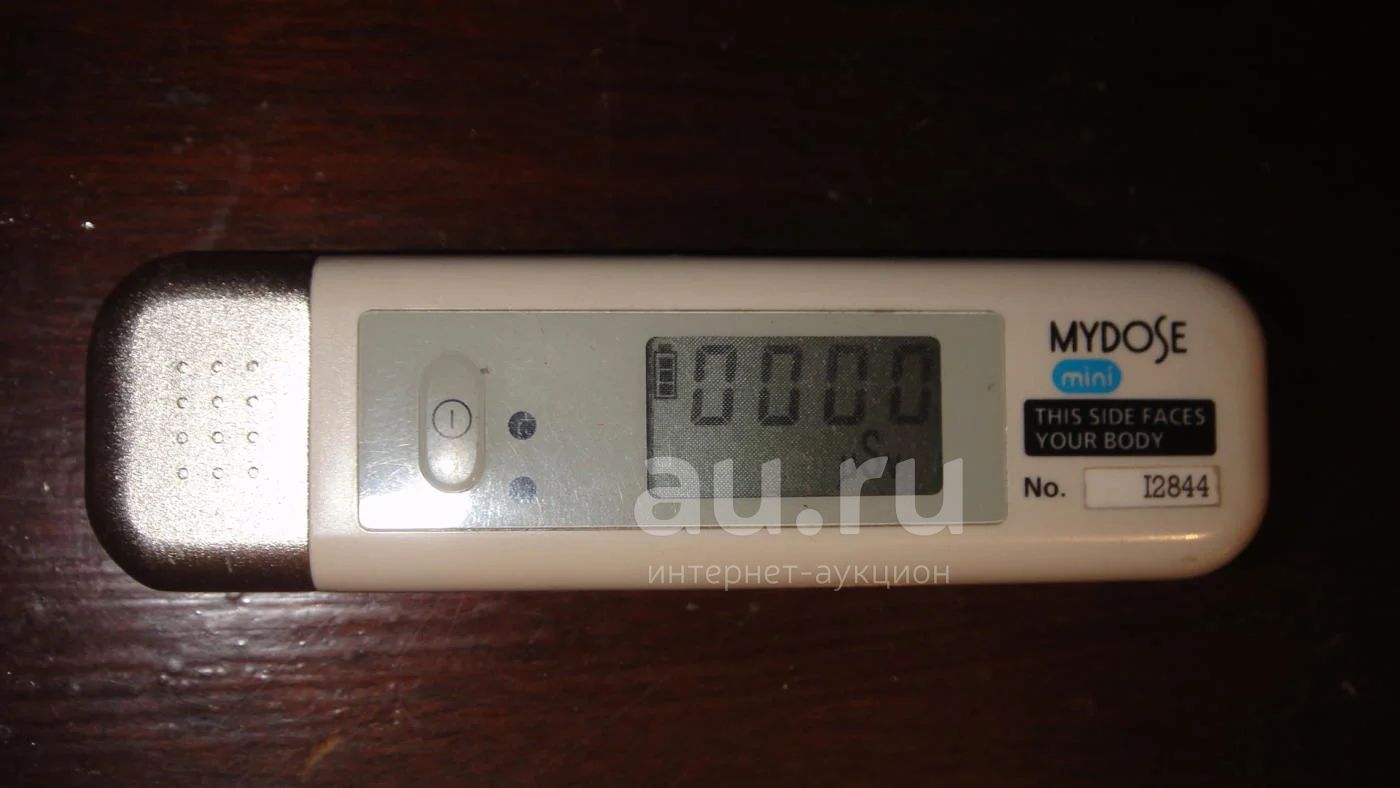 0000
MYDOSE
mini
THIS SIDE FACES
YOUR BODY
No. I2844
au.ru
интернет-аукцион